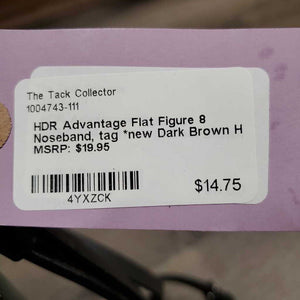 The Tack Collector
1004743-111
HDR Advantage Flat Figure 8
Noseband, tag *new Dark Brown H
MSRP: $19.95
4YXZCK
$14.75